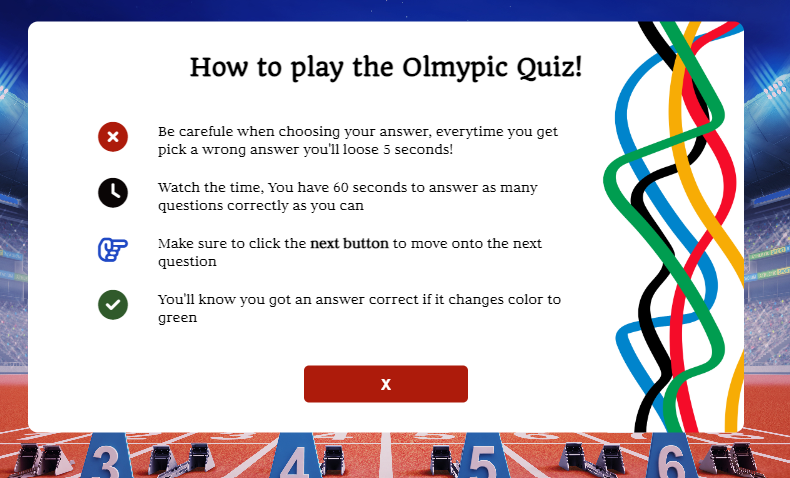 How to play the Olmypic Quiz!
Be carefule when choosing your answer, everytime you get
pick a wrong answer you'll loose 5 seconds!
Watch the time, You have 60 seconds to answer as many
questions correctly as you can
Make sure to click the next button to move onto the next
question
You'll know you got an answer correct if it changes color to
green
X
3 4 5 6